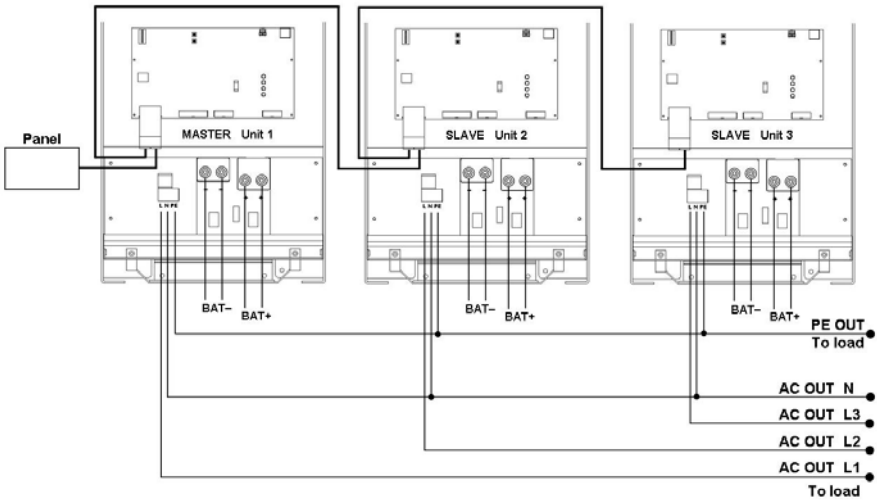 Panel
MASTER Unit 1
SLAVE Unit 2
SLAVE Unit 3
L N PE
L N PE
L N PE
BAT–
BAT+
BAT–
BAT+
BAT–
BAT+
PE OUT
To load
AC OUT N
AC OUT L3
AC OUT L2
AC OUT L1
To load